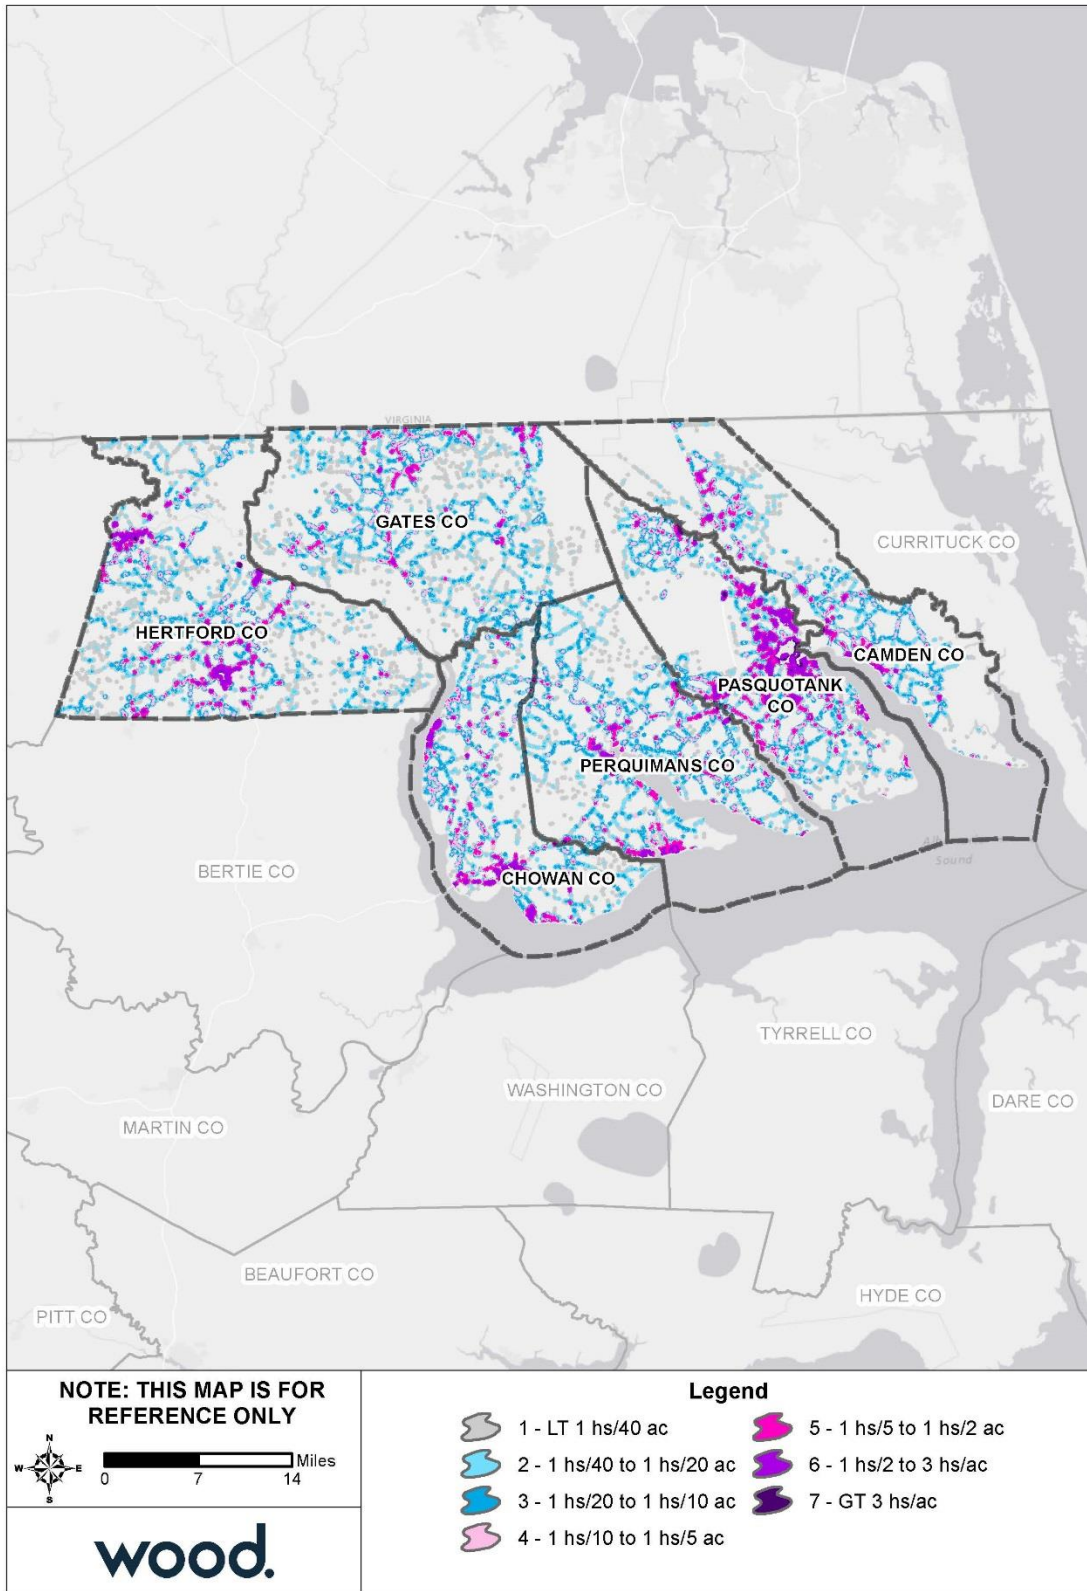 VIRGINIA
GATES CO
CURRITUCK CO
HERTFORD CO
CAMDEN CO
PASQUOTANK
CO
PERQUIMANS CO
Sound
BERTIE CO
CHOWAN CO
TYRRELL CO
WASHINGTON CO
DARE CO
MARTIN CO
BEAUFORT CO
HYDE CO
PITT CO
NOTE: THIS MAP IS FOR
REFERENCE ONLY
N
W E
S
Miles
0 7 14
wood.
Legend
1 - LT 1 hs/40 ac
2 - 1 hs/40 to 1 hs/20 ac
3 - 1 hs/20 to 1 hs/10 ac
4 - 1 hs/10 to 1 hs/5 ac
5 - 1 hs/5 to 1 hs/2 ac
6 - 1 hs/2 to 3 hs/ac
7 - GT 3 hs/ac